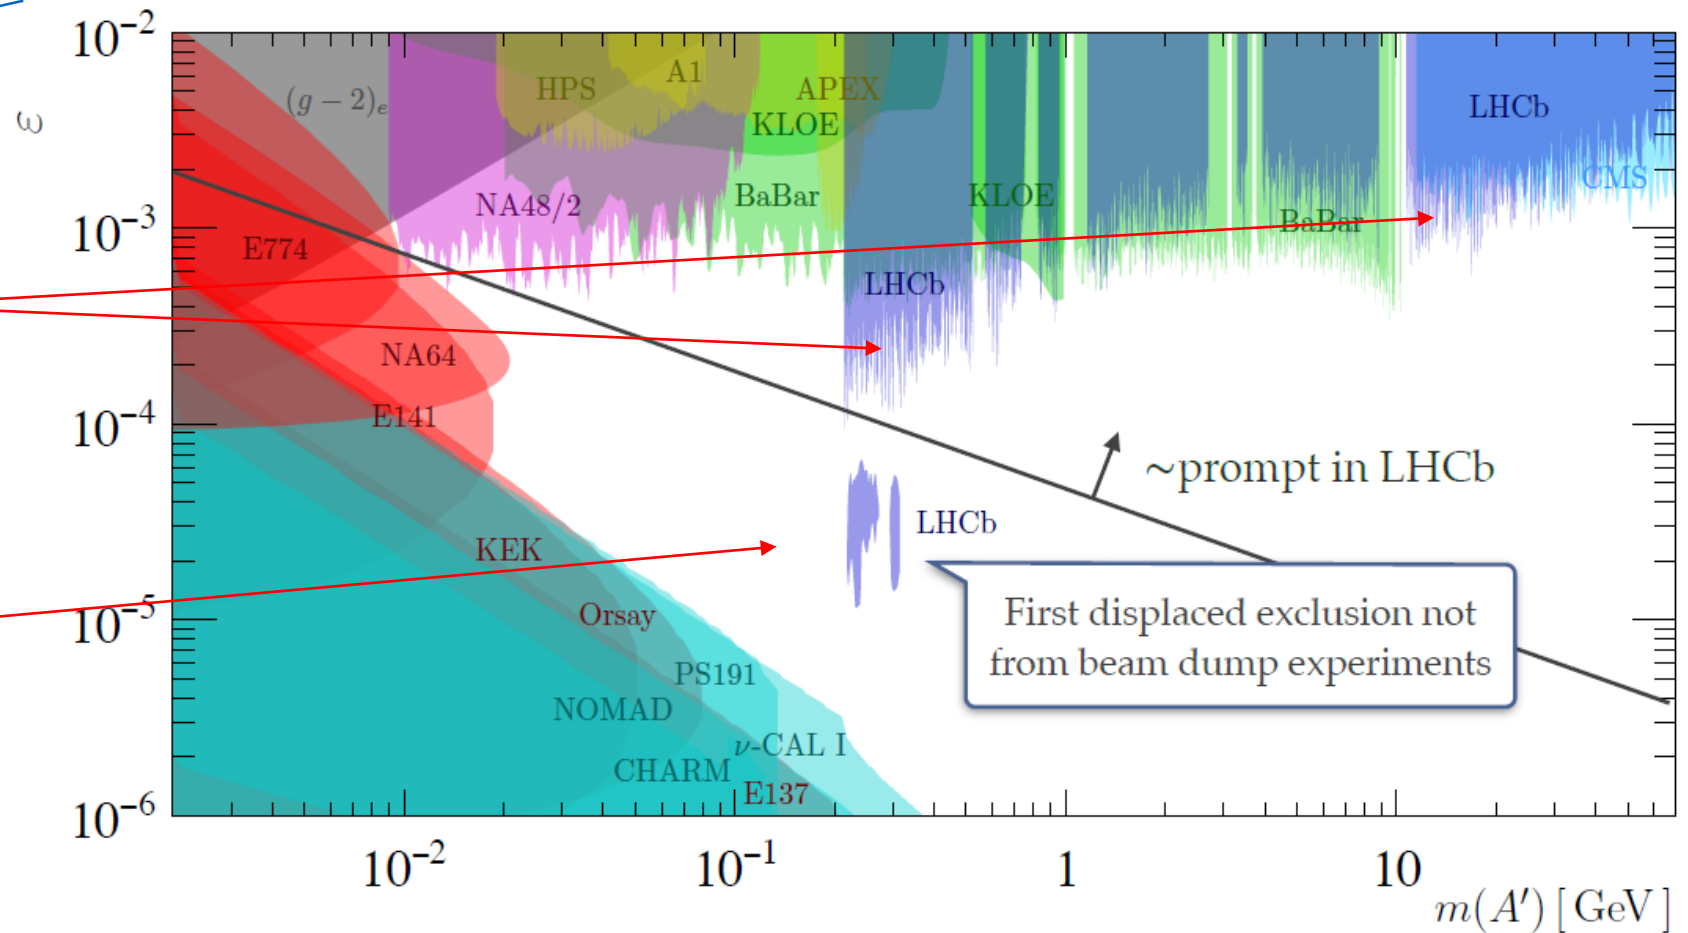 10⁻²
ε
(g − 2)ₑ
HPS
A1
APEX
KLOE
LHCb
CMS
NA48/2
BaBar
KLOE
BaBar
10⁻³
E774
LHCb
NA64
10⁻⁴
E141
~prompt in LHCb
LHCb
KEK
10⁻⁵
Orsay
First displaced exclusion not
from beam dump experiments
PS191
NOMAD
ν-CAL I
CHARM
E137
10⁻⁶
10⁻² 10⁻¹ 1 10
m(A′) [ GeV ]